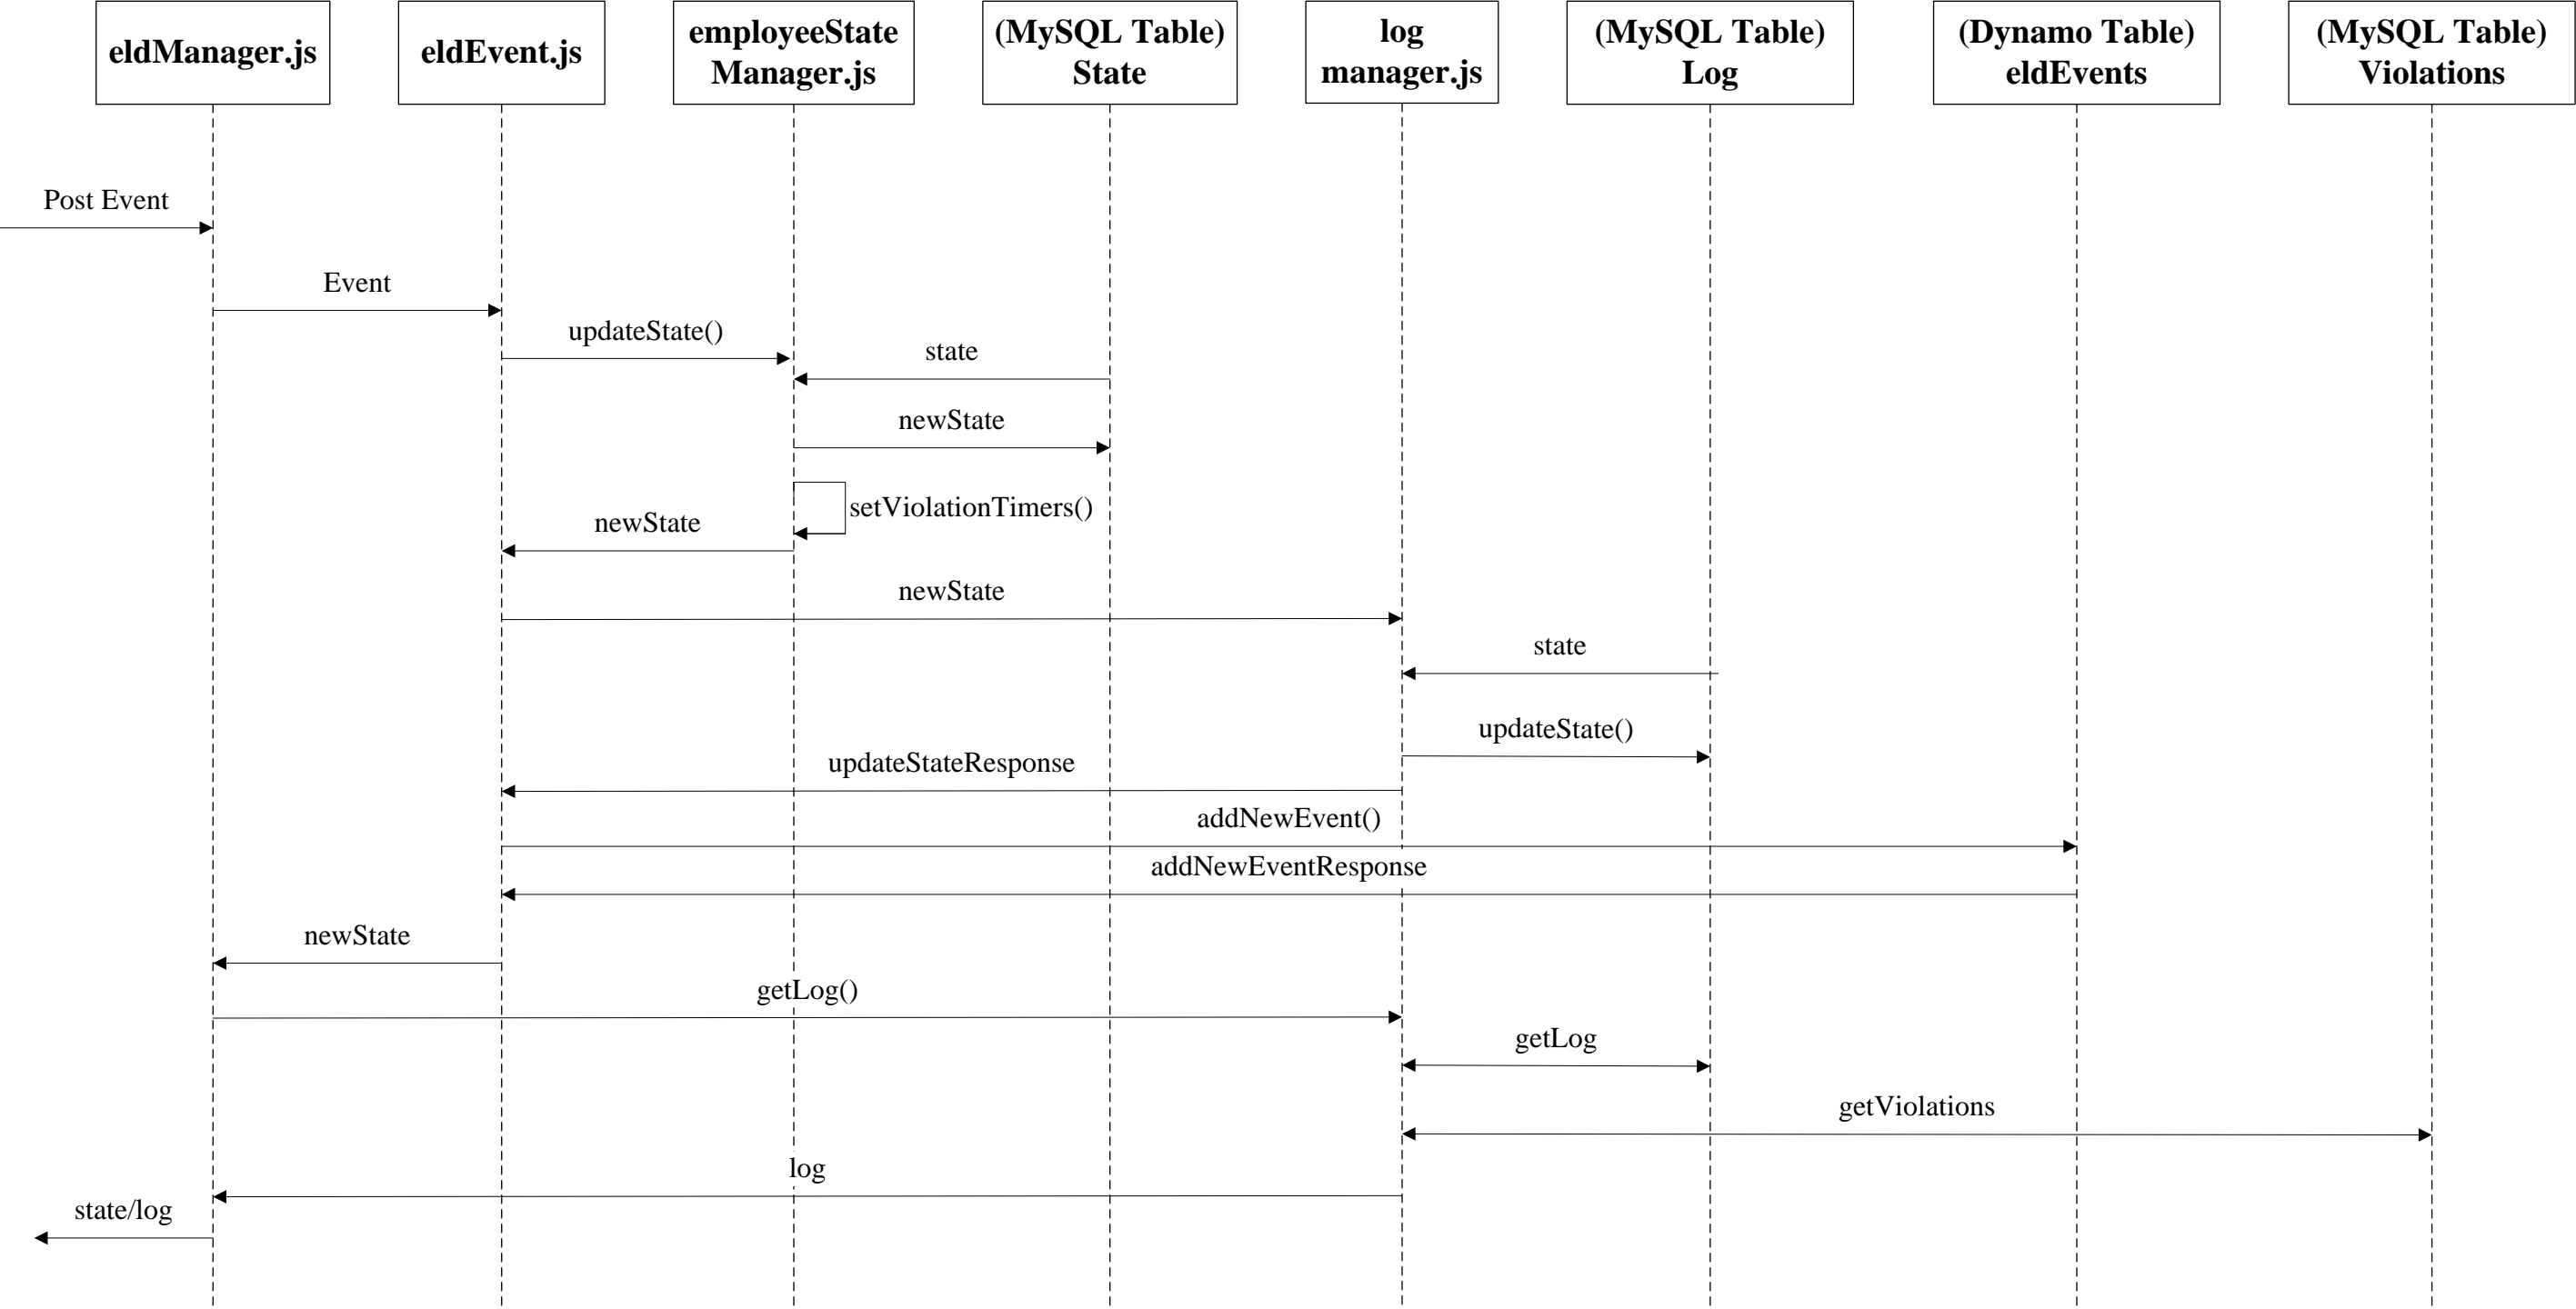 eldManager.js
eldEvent.js
employeeState
Manager.js
(MySQL Table)
State
log
manager.js
(MySQL Table)
Log
(Dynamo Table)
eldEvents
(MySQL Table)
Violations
Post Event
Event
updateState()
state
newState
setViolationTimers()
newState
newState
state
updateState()
updateStateResponse
addNewEvent()
addNewEventResponse
newState
getLog()
getLog
getViolations
log
state/log